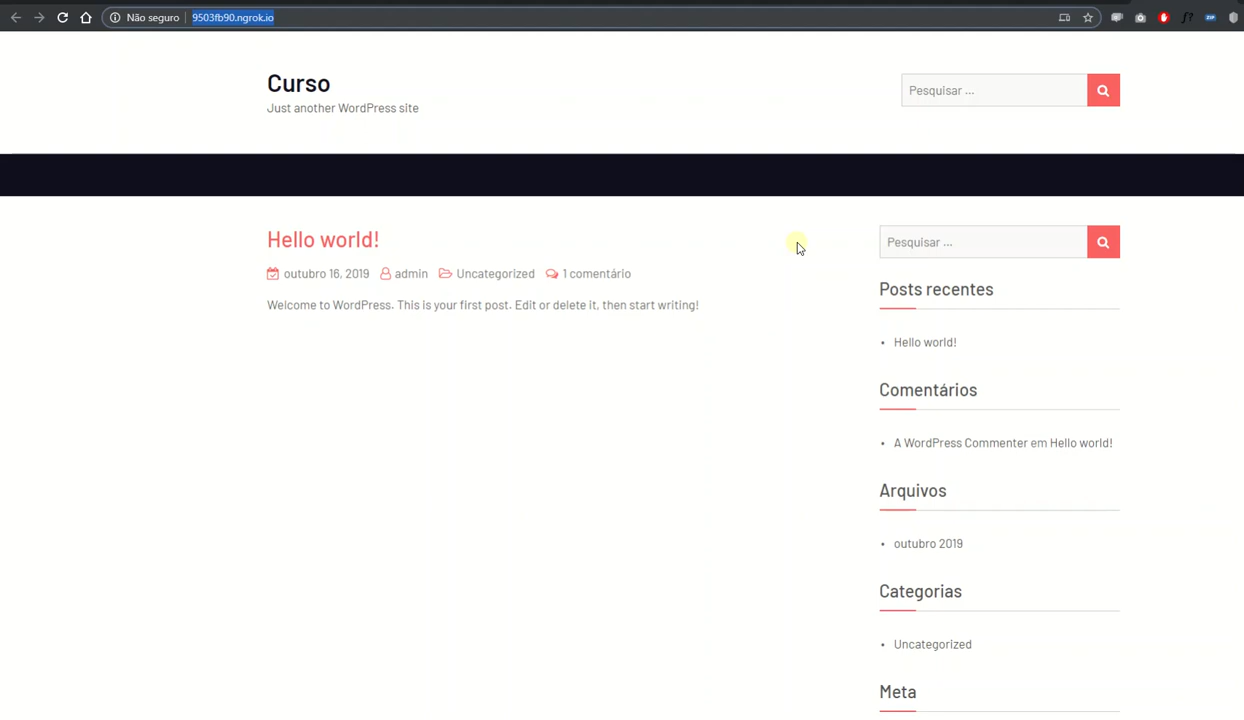 Não seguro
9503fb90.ngrok.io
f?
ZIP
Curso
Just another WordPress site
Pesquisar ...
Hello world!
outubro 16, 2019 admin Uncategorized 1 comentário
Welcome to WordPress. This is your first post. Edit or delete it, then start writing!
Pesquisar ...
Posts recentes
• Hello world!
Comentários
• A WordPress Commenter em Hello world!
Arquivos
• outubro 2019
Categorias
• Uncategorized
Meta